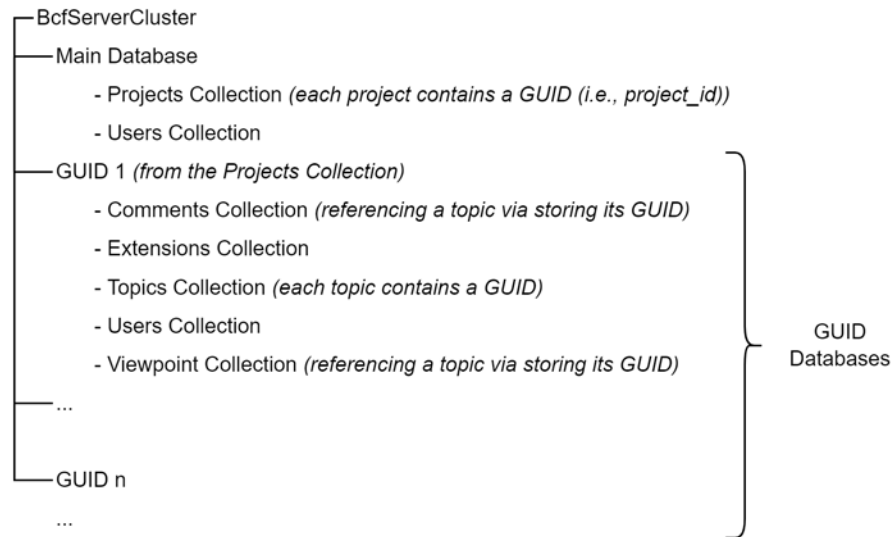 BcfServerCluster
Main Database
- Projects Collection (each project contains a GUID (i.e., project_id))
- Users Collection
GUID 1 (from the Projects Collection)
- Comments Collection (referencing a topic via storing its GUID)
- Extensions Collection
- Topics Collection (each topic contains a GUID)
- Users Collection
- Viewpoint Collection (referencing a topic via storing its GUID)
...
GUID n
...
GUID
Databases